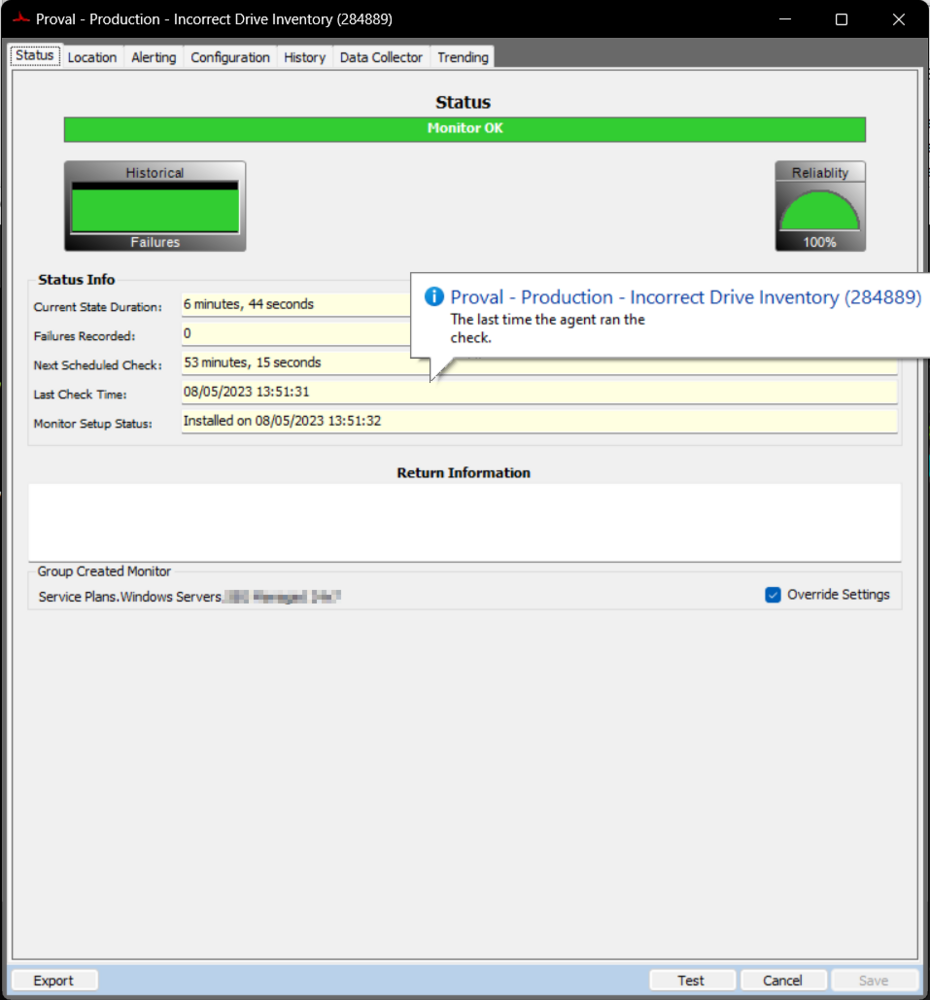 Proval - Production - Incorrect Drive Inventory (284889)
Status Location Alerting Configuration History Data Collector Trending
Status
Monitor OK
Historical
Failures
Reliablity
100%
Status Info
Current State Duration: 6 minutes, 44 seconds
Failures Recorded: 0
Next Scheduled Check: 53 minutes, 15 seconds
Last Check Time: 08/05/2023 13:51:31
Monitor Setup Status: Installed on 08/05/2023 13:51:32
Proval - Production - Incorrect Drive Inventory (284889)
The last time the agent ran the
check.
Return Information
Group Created Monitor
Service Plans.Windows Servers.
Override Settings
Export Test Cancel Save